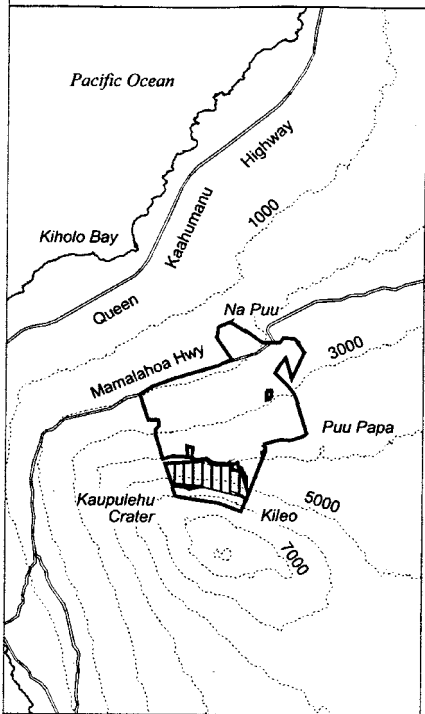 Pacific Ocean
Highway
1000
Kaahumanu
Kiholo Bay
Queen
Na Puu
Mamalahoa Hwy
3000
Puu Papa
Kaupulehu
Crater
Kileo
5000
7000